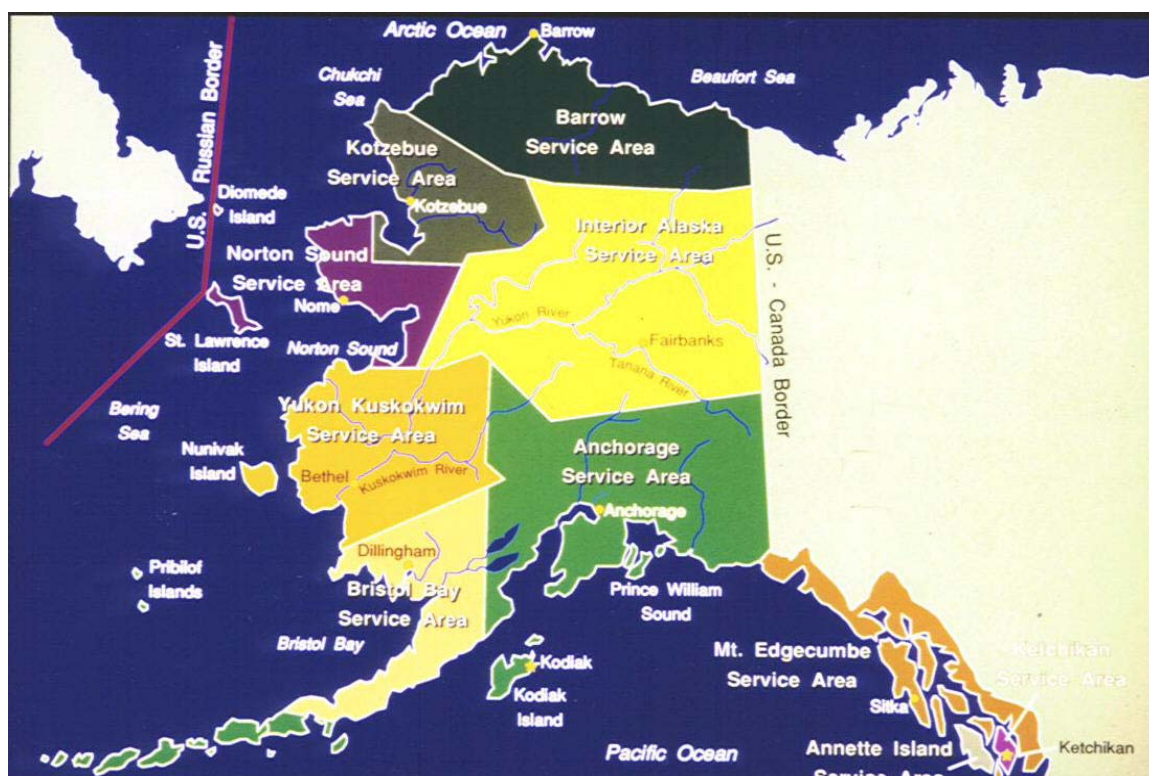 Arctic Ocean
Barrow
Beaufort Sea
Chukchi
Sea
U.S. Russian Border
Barrow
Service Area
Kotzebue
Service Area
Kotzebue
Diomede
Island
Interior Alaska
Service Area
Norton Sound
Service Area
Nome
U.S. - Canada Border
St. Lawrence
Island
Norton Sound
Yukon River
Fairbanks
Tanana River
Bering
Sea
Yukon Kuskokwim
Service Area
Nunivak
Island
Bethel
Kuskokwim River
Anchorage
Service Area
Anchorage
Dillingham
Pribilof
Islands
Bristol Bay
Service Area
Prince William
Sound
Bristol Bay
Kodiak
Kodiak
Island
Mt. Edgecumbe
Service Area
Ketchikan
Service Area
Sitka
Pacific Ocean
Annette Island
Service Area
Ketchikan